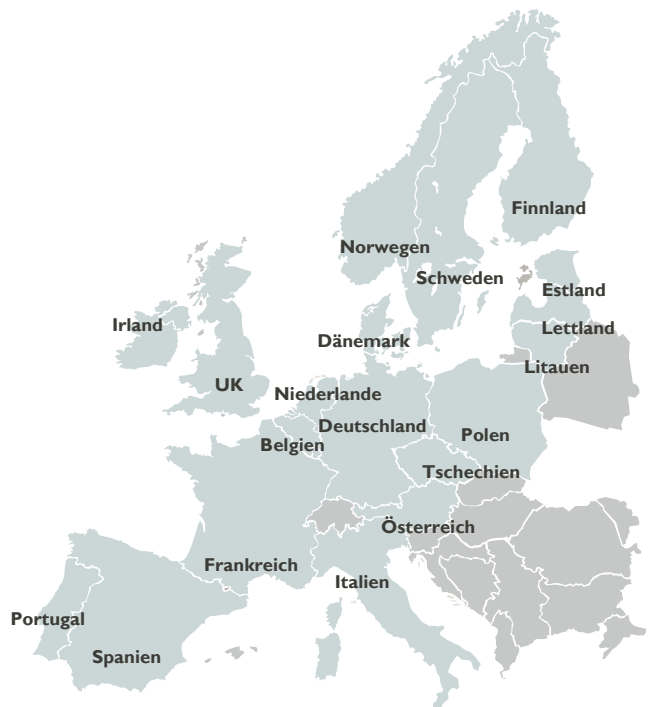 Finnland
Norwegen
Schweden
Estland
Irland
Lettland
Dänemark
Litauen
UK
Niederlande
Deutschland
Polen
Belgien
Tschechien
Österreich
Frankreich
Italien
Portugal
Spanien